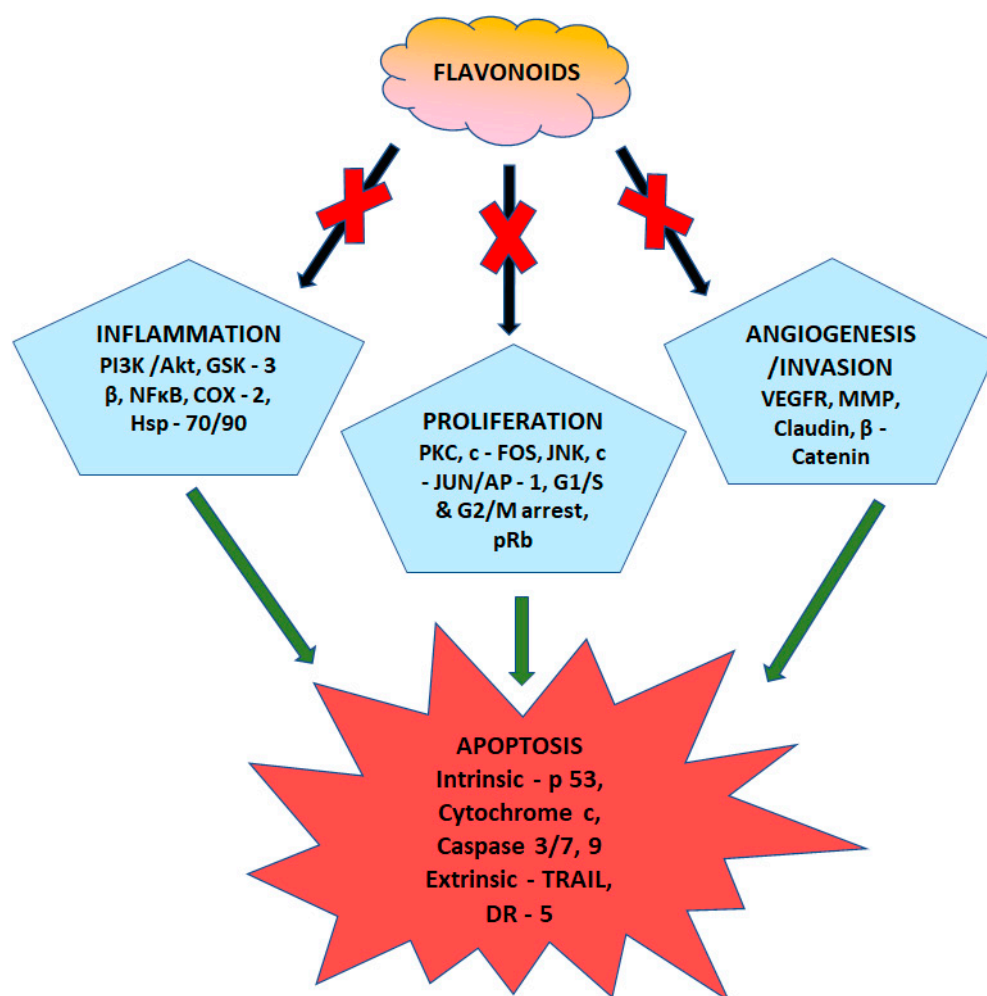 FLAVONOIDS
INFLAMMATION
PI3K /Akt, GSK - 3
β, NFκB, COX - 2,
Hsp - 70/90
PROLIFERATION
PKC, c - FOS, JNK, c
- JUN/AP - 1, G1/S
& G2/M arrest,
pRb
ANGIOGENESIS
/INVASION
VEGFR, MMP,
Claudin, β -
Catenin
APOPTOSIS
Intrinsic - p 53,
Cytochrome c,
Caspase 3/7, 9
Extrinsic - TRAIL,
DR - 5